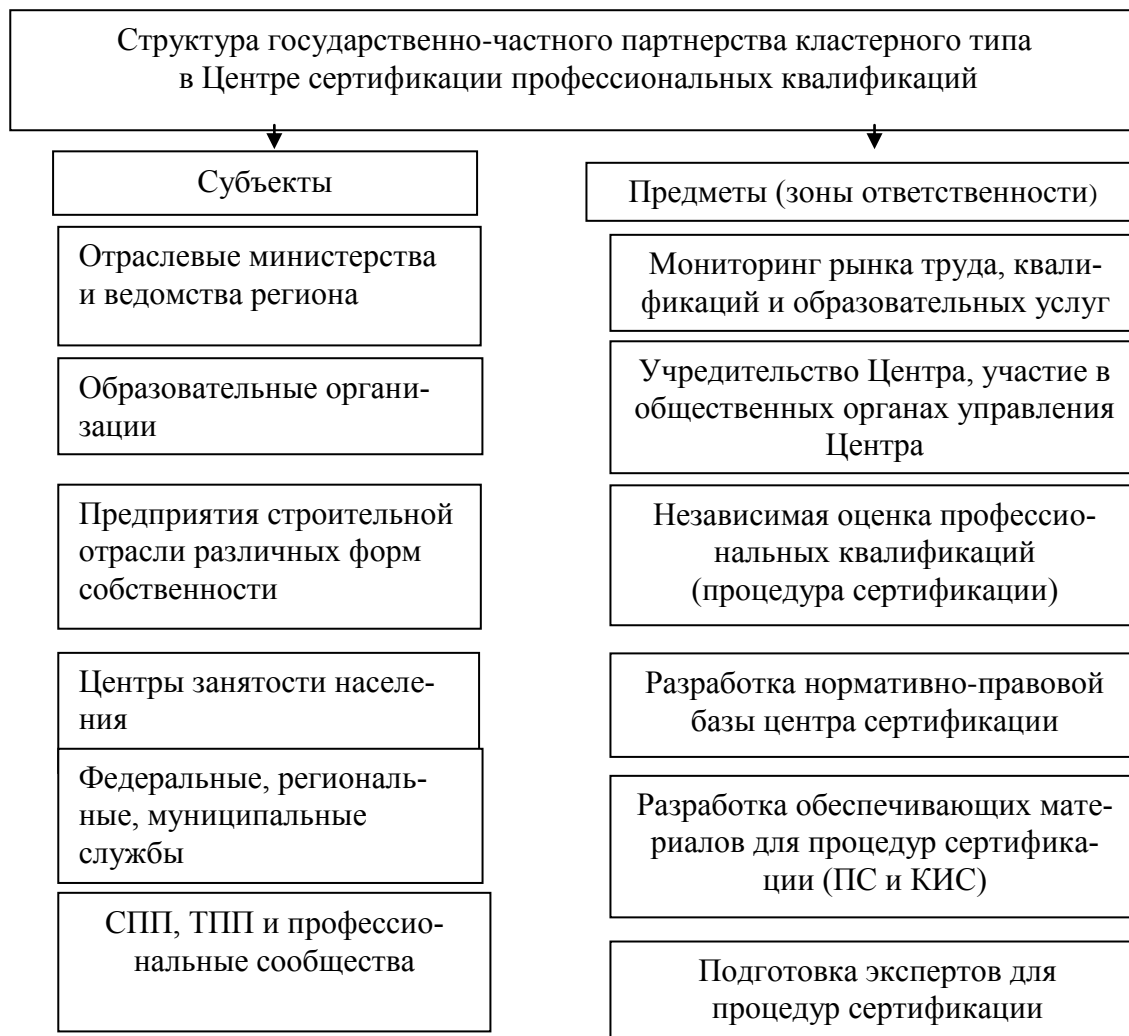 Структура государственно-частного партнерства кластерного типа
в Центре сертификации профессиональных квалификаций
Субъекты
Отраслевые министерства
и ведомства региона
Образовательные органи-
зации
Предприятия строительной
отрасли различных форм
собственности
Центры занятости населе-
ния
Федеральные, региональ-
ные, муниципальные
службы
СПП, ТПП и профессио-
нальные сообщества
Предметы (зоны ответственности)
Мониторинг рынка труда, квали-
фикаций и образовательных услуг
Учредительство Центра, участие в
общественных органах управления
Центра
Независимая оценка профессио-
нальных квалификаций
(процедура сертификации)
Разработка нормативно-правовой
базы центра сертификации
Разработка обеспечивающих мате-
риалов для процедур сертифика-
ции (ПС и КИС)
Подготовка экспертов для
процедур сертификации